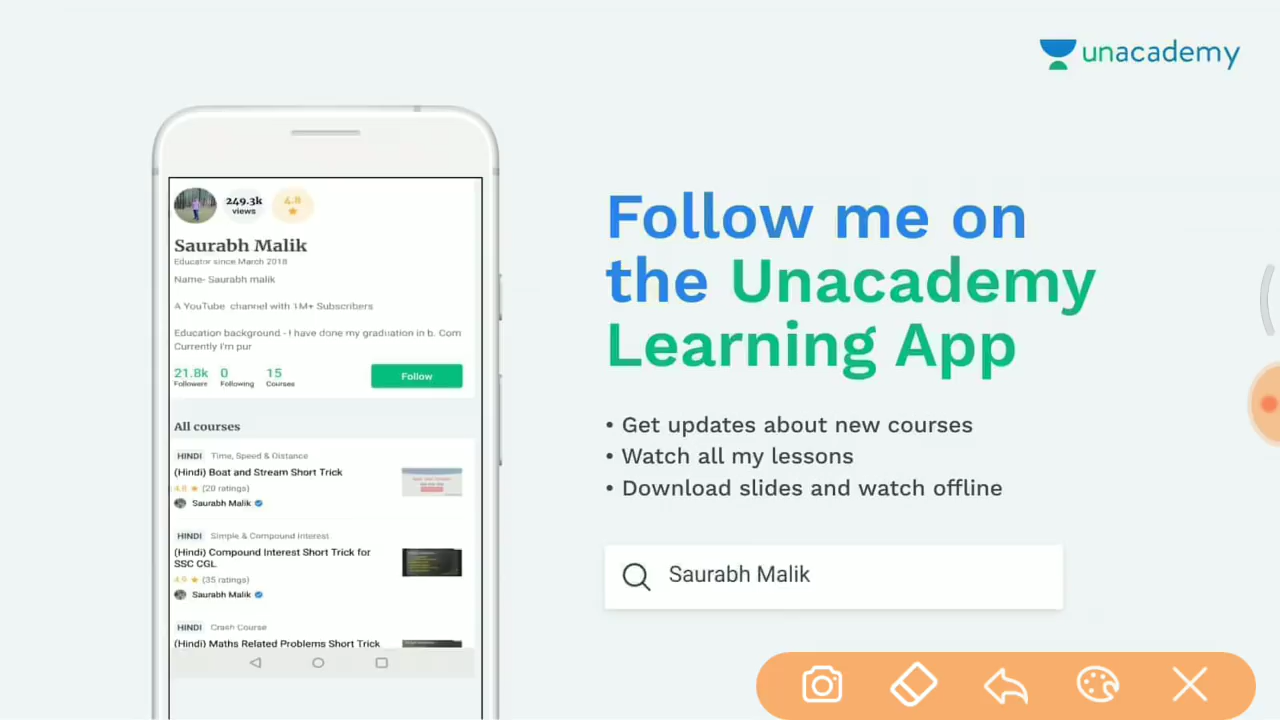 unacademy
249.3k
views
4.8
Saurabh Malik
Educator since March 2018
Name- Saurabh malik
A YouTube channel with 1M+ Subscribers
Education background - I have done my graduation in b. Com
Currently I'm pur
21.8k 0 15
Followers Following Courses
Follow
All courses
HINDI Time, Speed & Distance
(Hindi) Boat and Stream Short Trick
4.8 ★ (20 ratings)
Saurabh Malik
HINDI Simple & Compound Interest
(Hindi) Compound Interest Short Trick for
SSC CGL
4.9 ★ (35 ratings)
Saurabh Malik
HINDI Crash Course
(Hindi) Maths Related Problems Short Trick
Follow me on
the Unacademy
Learning App
• Get updates about new courses
• Watch all my lessons
• Download slides and watch offline
Saurabh Malik